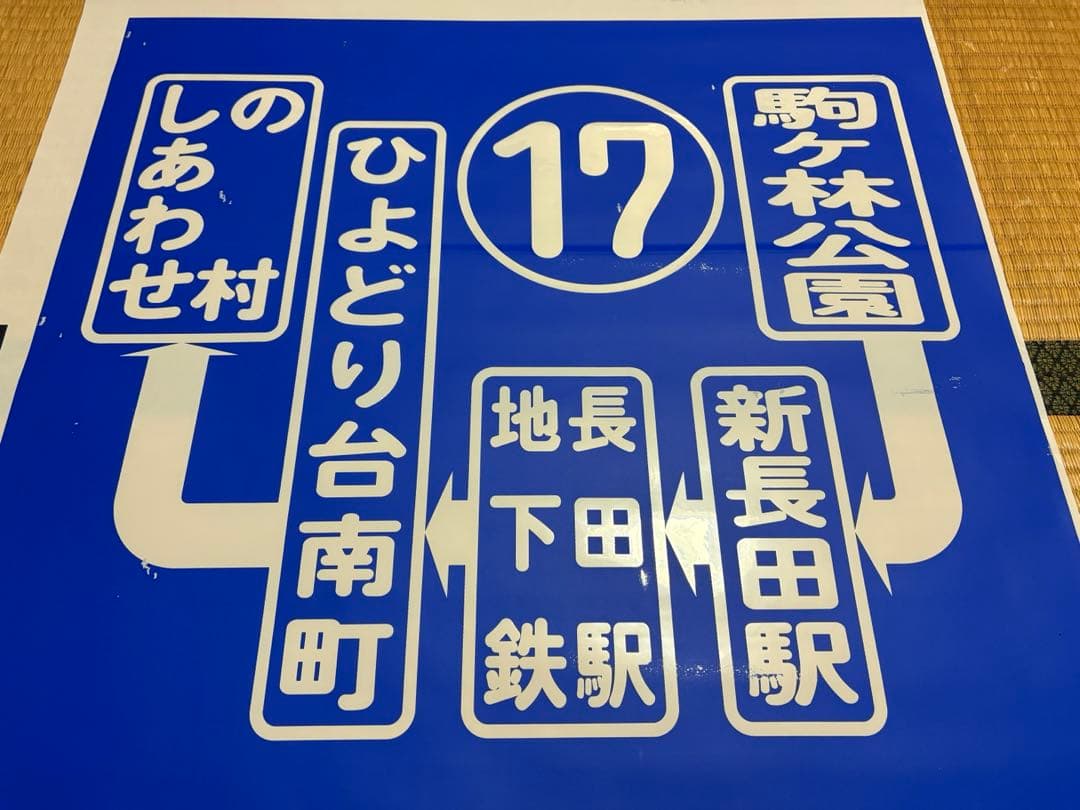 17
駒ヶ林公園
新長田駅
地下鉄
長田駅
ひよどり台南町
しあわせ
の村